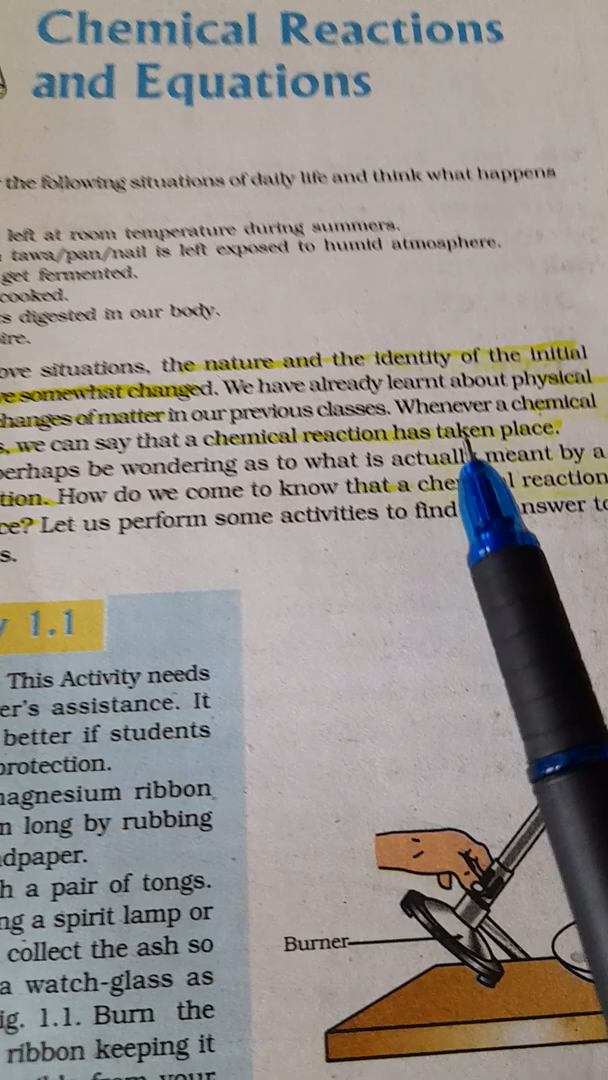 Chemical Reactions
and Equations
the following situations of daily life and think what happens
left at room temperature during summers.
tawa/pan/nail is left exposed to humid atmosphere.
get fermented.
cooked.
s digested in our body.
ire.
ove situations, the nature and the identity of the initial
ve somewhat changed. We have already learnt about physical
hanges of matter in our previous classes. Whenever a chemical
s, we can say that a chemical reaction has taken place.
perhaps be wondering as to what is actuall meant by a
tion. How do we come to know that a che l reaction
ce? Let us perform some activities to find nswer to
s.
y 1.1
This Activity needs
er's assistance. It
better if students
protection.
nagnesium ribbon
n long by rubbing
dpaper.
h a pair of tongs.
ng a spirit lamp or
collect the ash so
a watch-glass as
ig. 1.1. Burn the
ribbon keeping it
from your
Burner